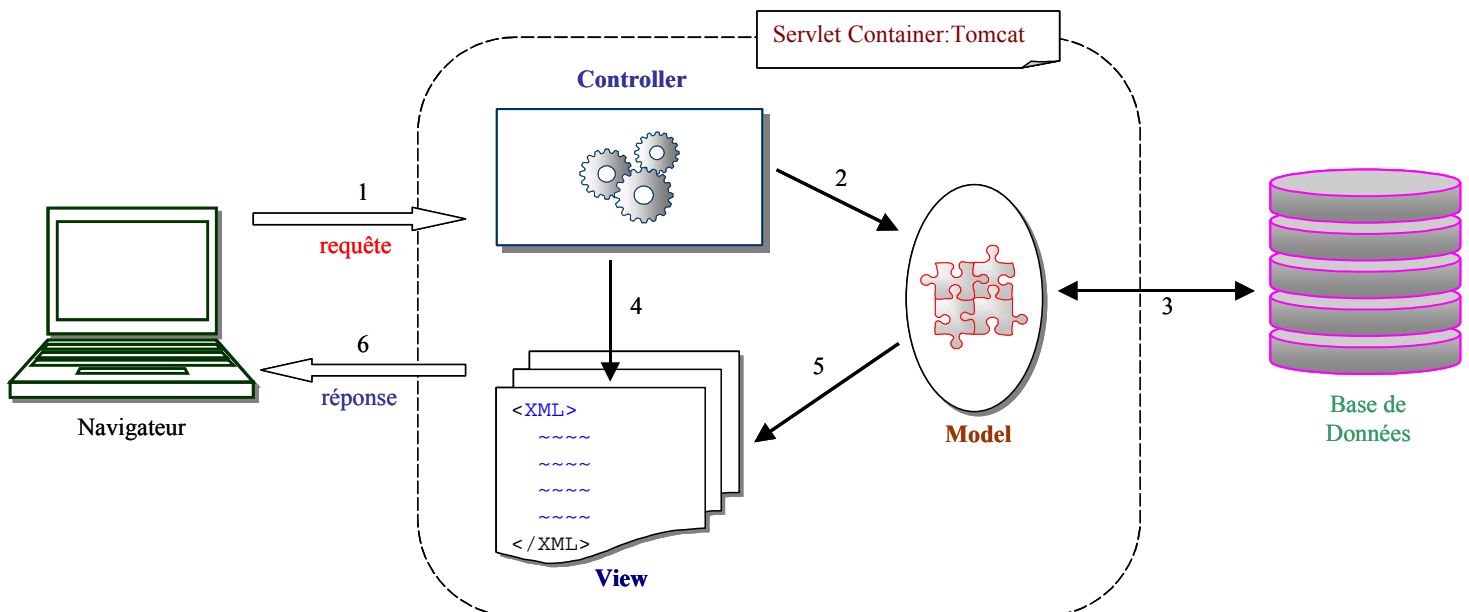 Servlet Container:Tomcat
Controller
1
requête
2
3
4
5
6
réponse
Navigateur
<XML>
~~~~
~~~~
~~~~
~~~~
</XML>
View
Model
Base de
Données